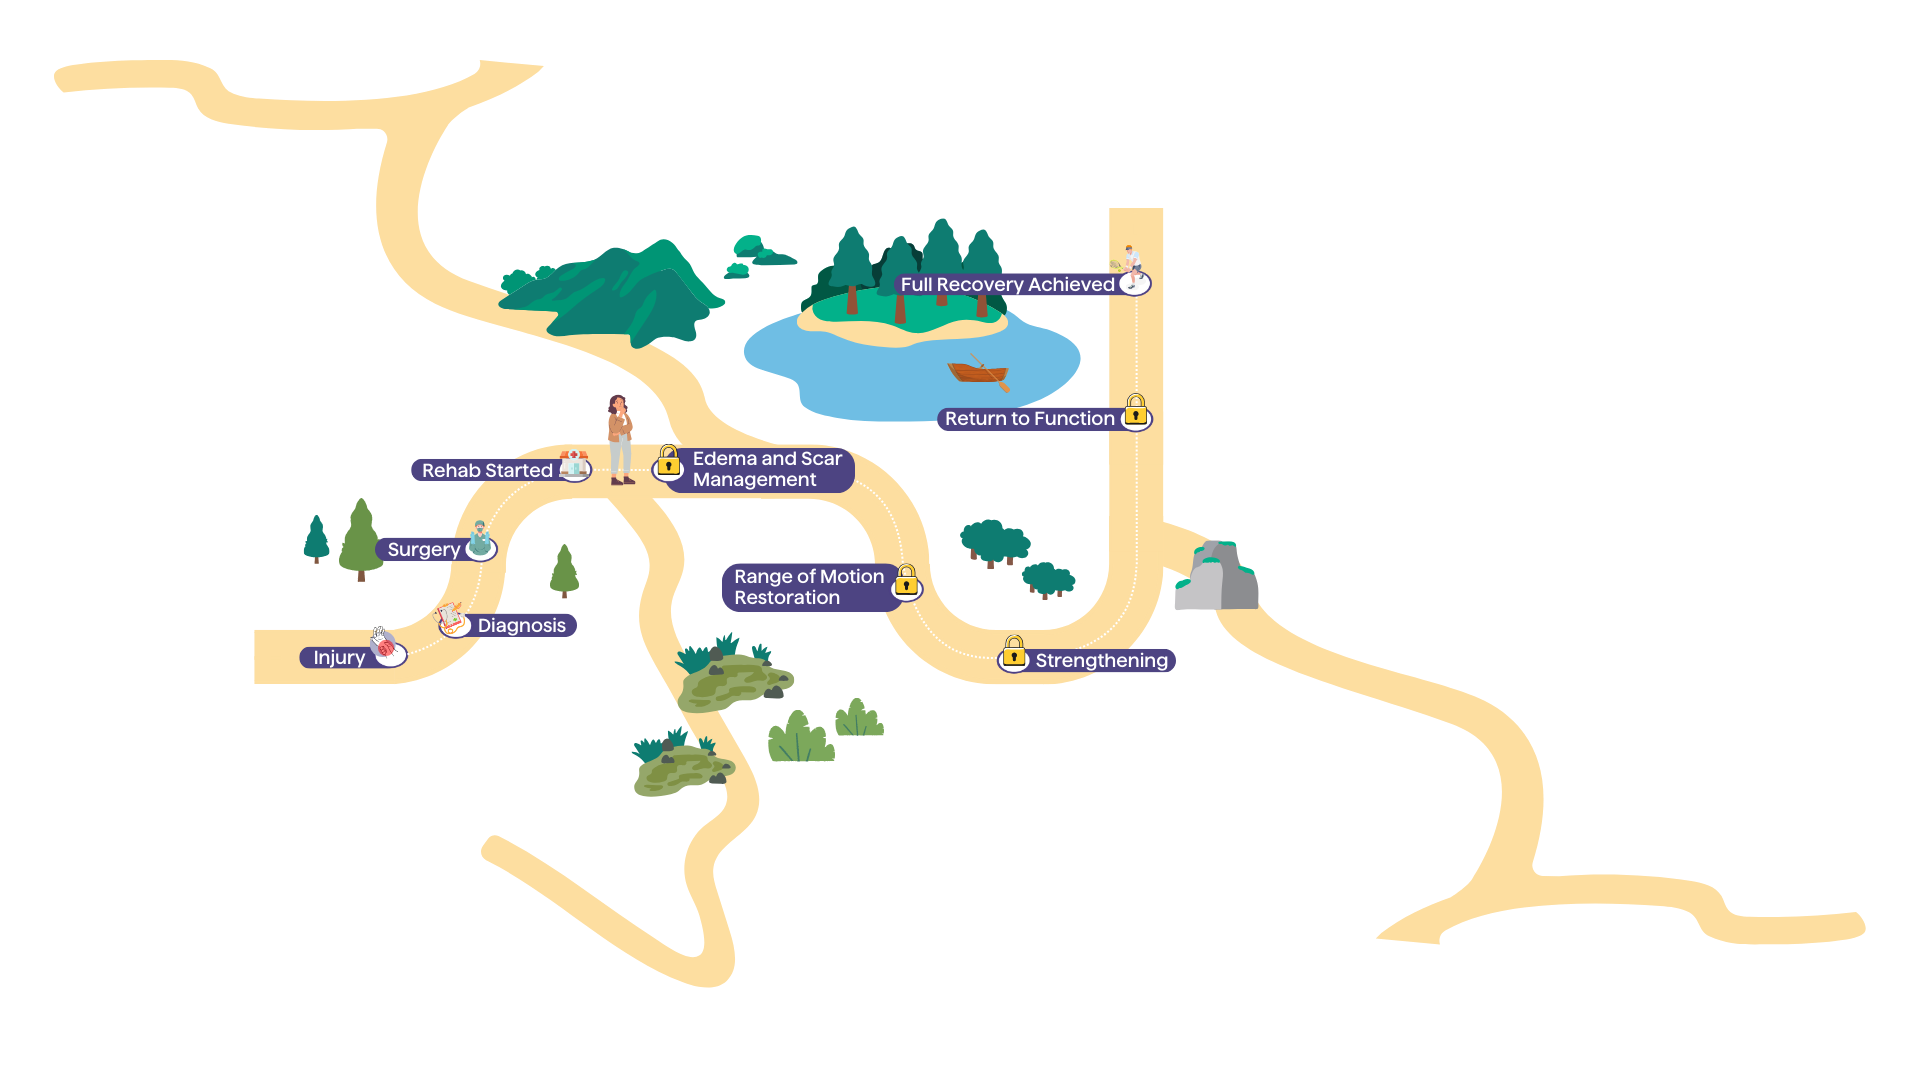 Injury
Diagnosis
Surgery
Rehab Started
Edema and Scar
Management
Range of Motion
Restoration
Strengthening
Return to Function
Full Recovery Achieved